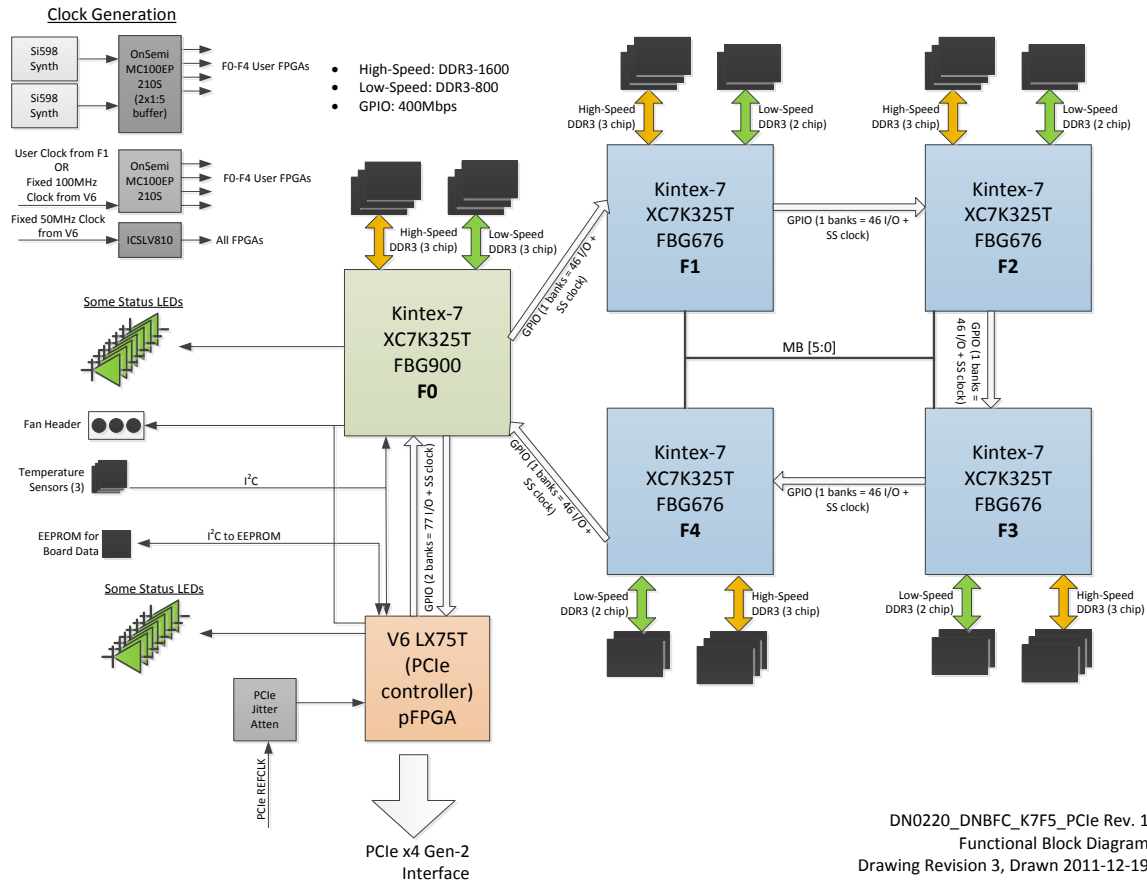 Clock Generation
Si598
Synth
Si598
Synth
OnSemi
MC100EP
210S
(2x1:5
buffer)
F0-F4 User FPGAs
• High-Speed: DDR3-1600
• Low-Speed: DDR3-800
• GPIO: 400Mbps
User Clock from F1
OR
Fixed 100MHz
Clock from V6
OnSemi
MC100EP
210S
F0-F4 User FPGAs
Fixed 50MHz Clock
from V6
ICSLV810
All FPGAs
High-Speed
DDR3 (3 chip)
Low-Speed
DDR3 (2 chip)
High-Speed
DDR3 (3 chip)
Low-Speed
DDR3 (2 chip)
Kintex-7
XC7K325T
FBG676
F1
GPIO (1 banks = 46 I/O +
SS clock)
Kintex-7
XC7K325T
FBG676
F2
High-Speed
DDR3 (3 chip)
Low-Speed
DDR3 (3 chip)
GPIO (1 banks = 46 I/O +
SS clock)
Some Status LEDs
Kintex-7
XC7K325T
FBG900
F0
MB [5:0]
GPIO (1 banks =
46 I/O + SS clock)
Fan Header
Temperature
Sensors (3)
I²C
EEPROM for
Board Data
I²C to EEPROM
GPIO (2 banks = 77 I/O + SS clock)
GPIO (1 banks = 46 I/O +
SS clock)
Kintex-7
XC7K325T
FBG676
F4
GPIO (1 banks = 46 I/O +
SS clock)
Kintex-7
XC7K325T
FBG676
F3
Low-Speed
DDR3 (2 chip)
High-Speed
DDR3 (3 chip)
Low-Speed
DDR3 (2 chip)
High-Speed
DDR3 (3 chip)
Some Status LEDs
V6 LX75T
(PCIe
controller)
pFPGA
PCIe
Jitter
Atten
PCIe REFCLK
PCIe x4 Gen-2
Interface
DN0220_DNBFC_K7F5_PCIe Rev. 1
Functional Block Diagram
Drawing Revision 3, Drawn 2011-12-19